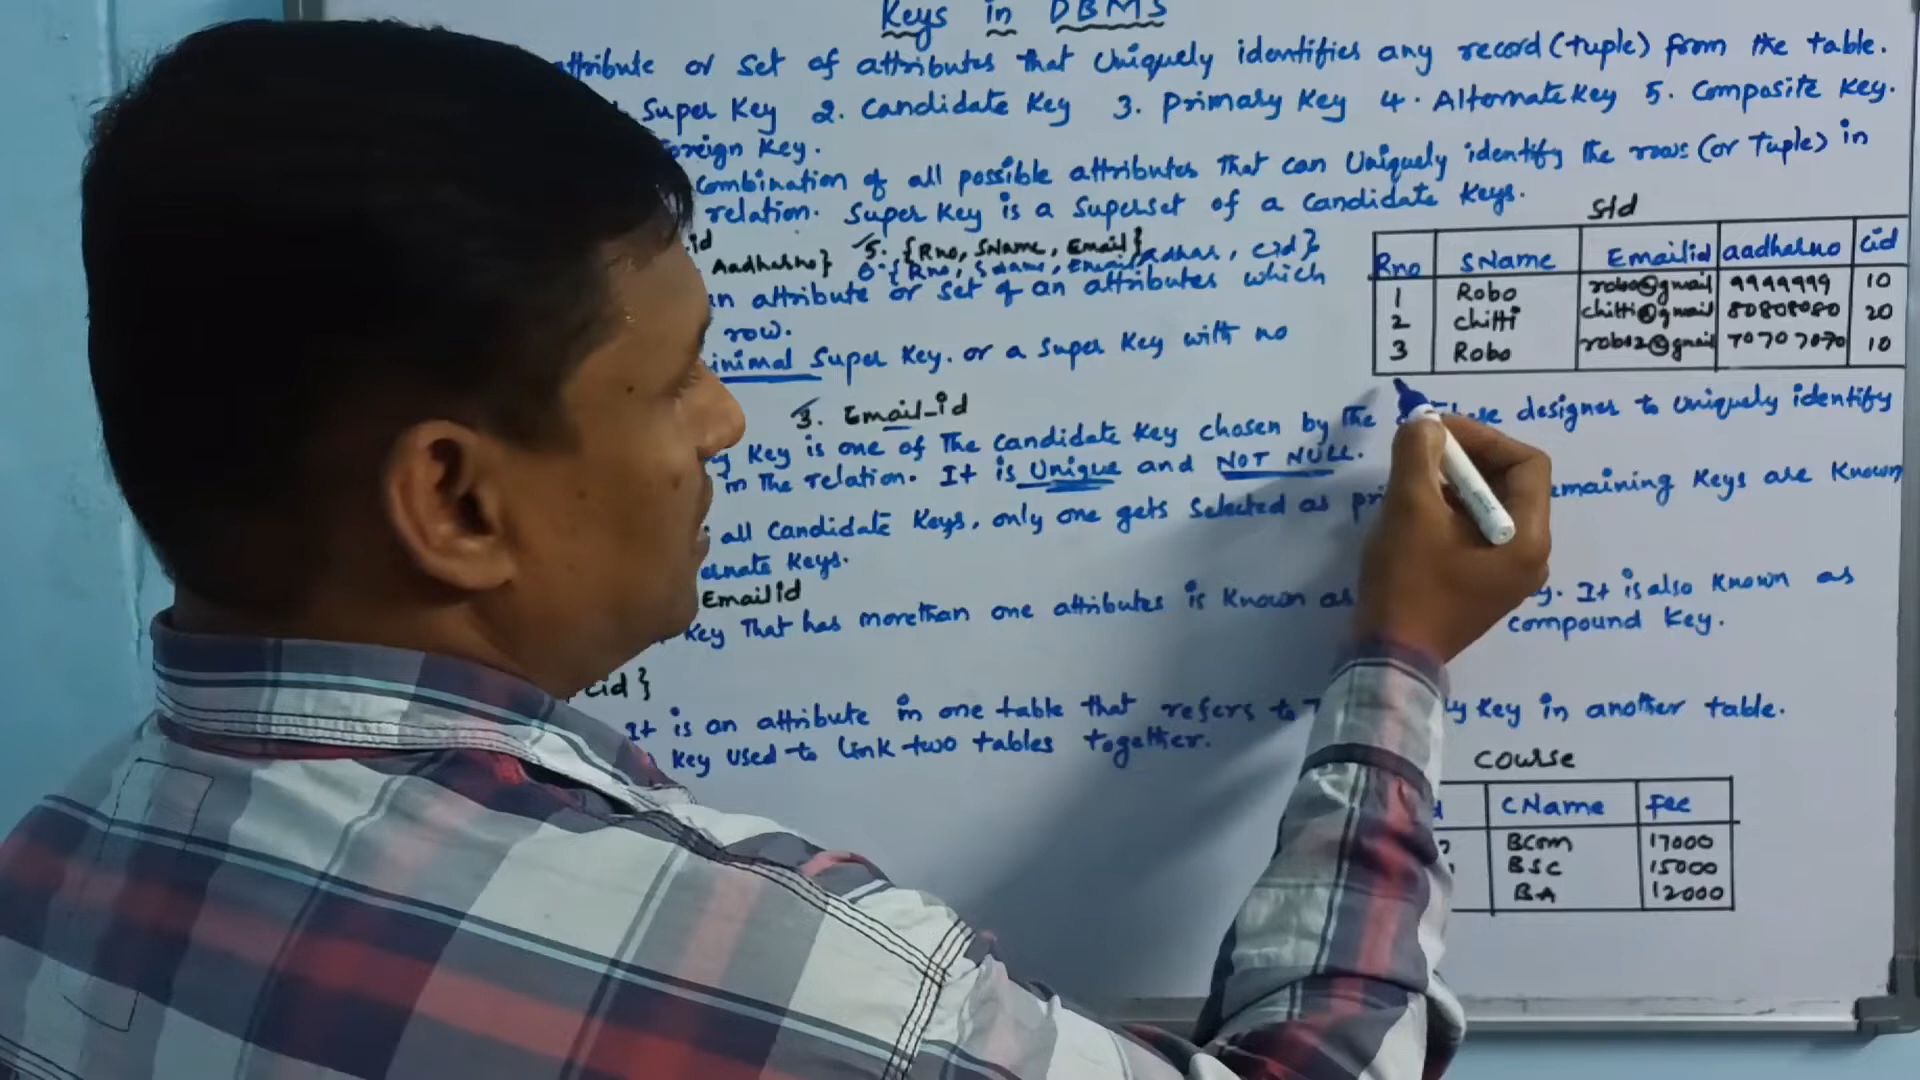 Keys in DBMS
attribute or set of attributes that Uniquely identifies any record (tuple) from the table.
Super Key 2. Candidate Key 3. Primary Key 4. Alternate Key 5. Composite Key.
Foreign Key.
combination of all possible attributes that can Uniquely identify the rows (or Tuple) in
relation. Super Key is a Superset of a Candidate Keys.
id 5. {Rno, SName, Email}
Aadharno} 6. {Rno, Sname, Email, aadhar, cid}
an attribute or set of an attributes which
row.
minimal Super Key. or a Super Key with no
3. Email_id
Key is one of the Candidate Key chosen by the designer to Uniquely identify
in the relation. It is Unique and NOT NULL.
all Candidate Keys, only one gets Selected as remaining Keys are Known
Keys.
Emailid
Key That has morethan one attributes is Known as It is also Known as
compound Key.
cid }
It is an attribute in one table that refers to Key in another table.
Key used to link two tables together.
Std
Rno SName Emailid aadharno cid
1 Robo robo@gmail 9999999 10
2 chitti chitti@gmail 80808080 20
3 Robo robo2@gmail 70707070 10
Course
CName Fee
BCom 17000
BSC 15000
BA 12000